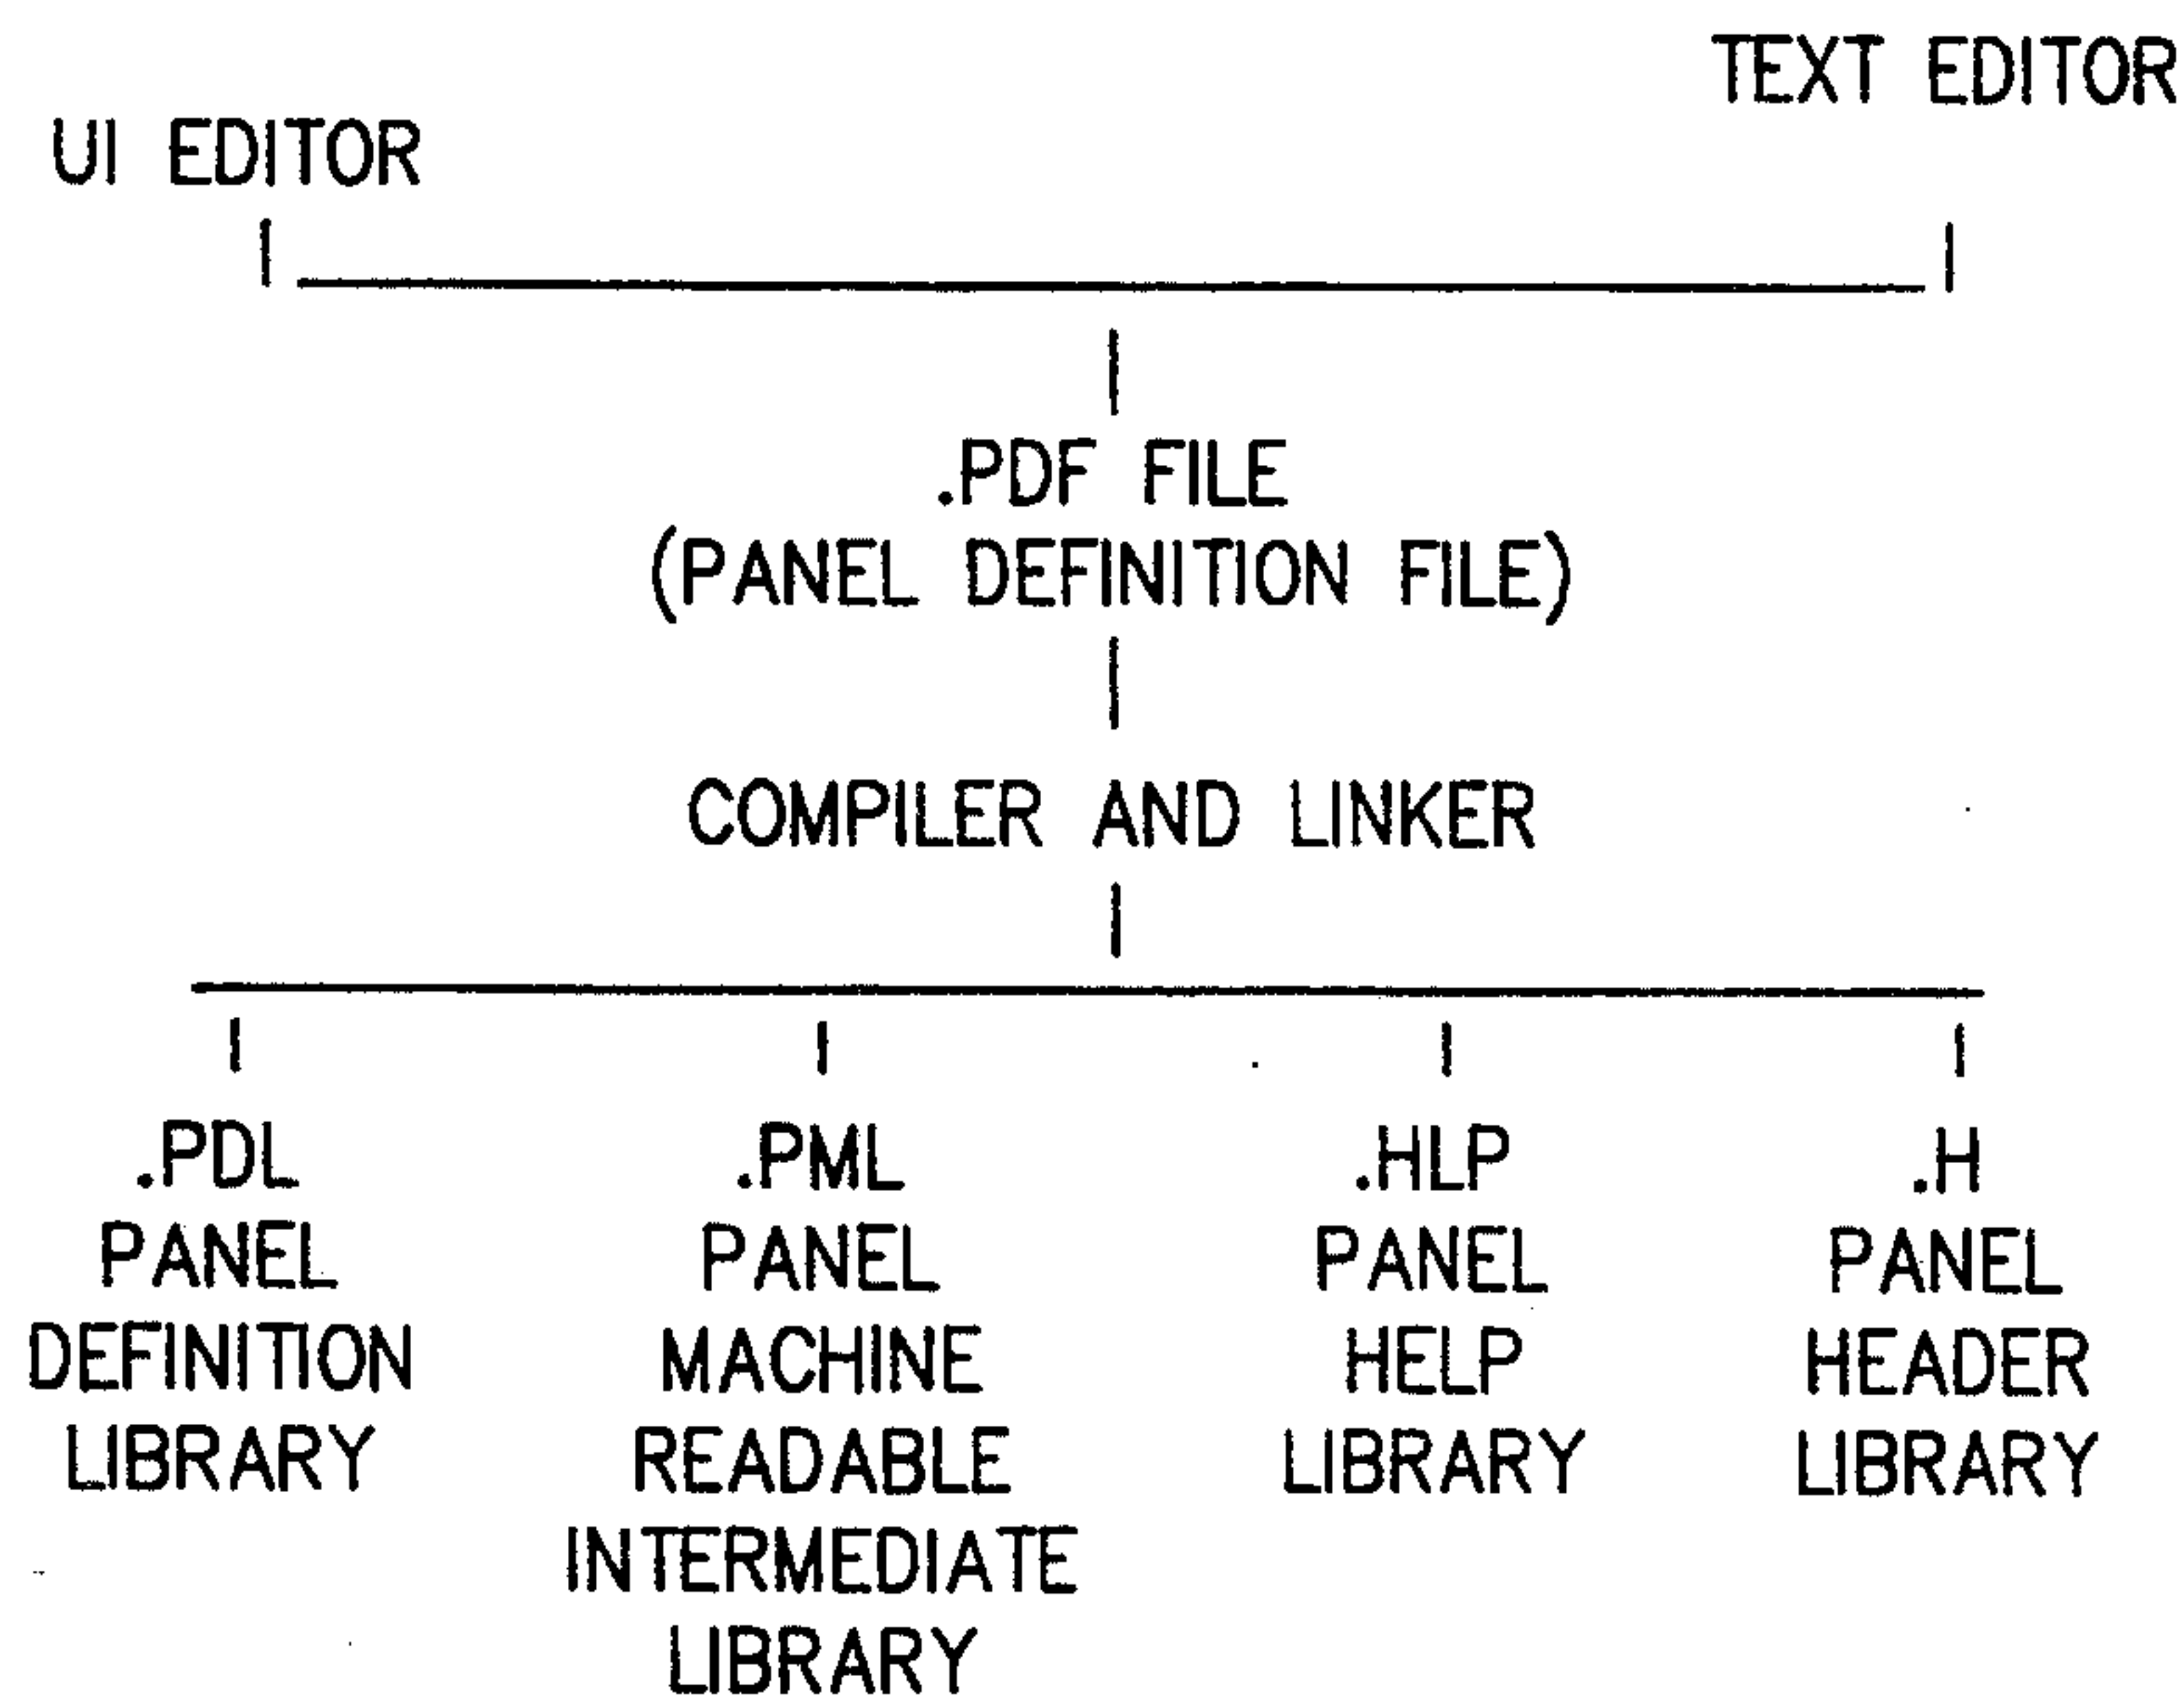 TEXT EDITOR
UI EDITOR
.PDF FILE
(PANEL DEFINITION FILE)
COMPILER AND LINKER
.PDL
PANEL
DEFINITION
LIBRARY
.PML
PANEL
MACHINE
READABLE
INTERMEDIATE
LIBRARY
.HLP
PANEL
HELP
LIBRARY
.H
PANEL
HEADER
LIBRARY